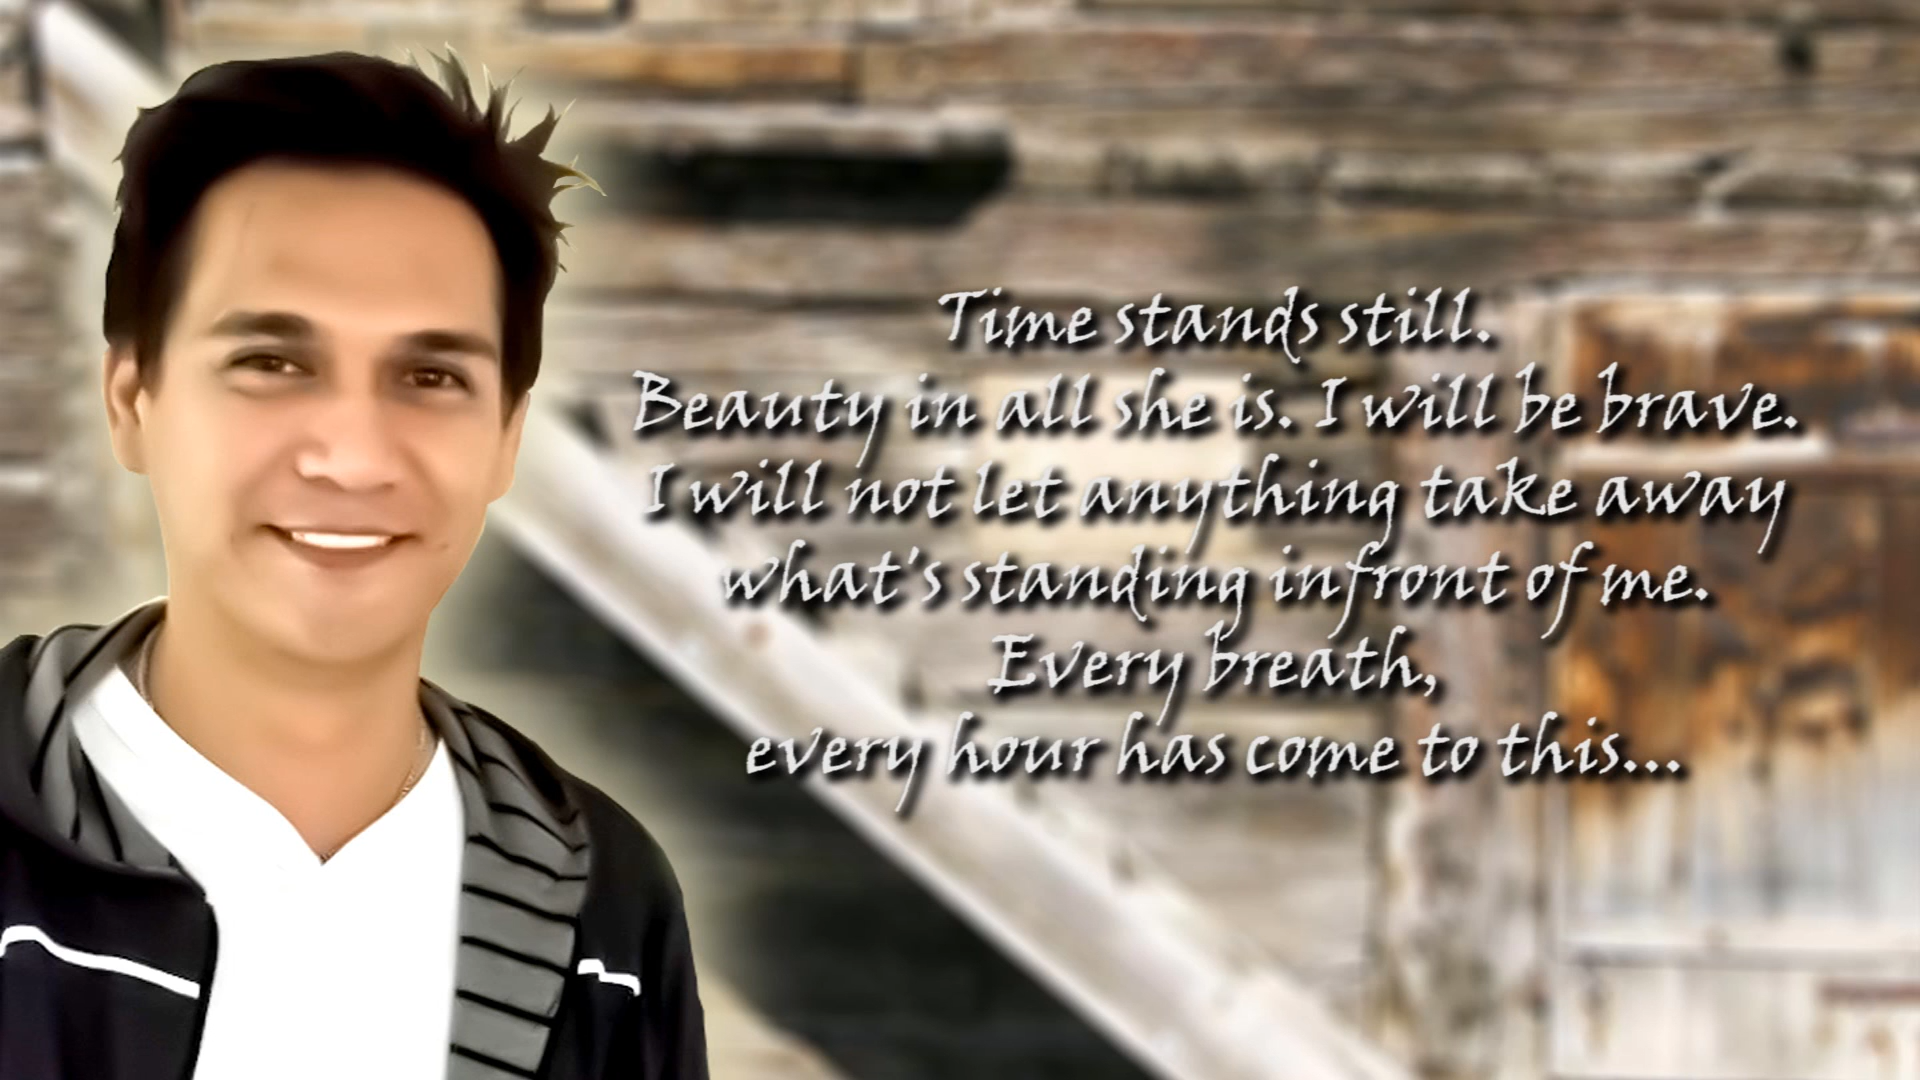 Time stands still.
Beauty in all she is. I will be brave.
I will not let anything take away
what's standing infront of me.
Every breath,
every hour has come to this...